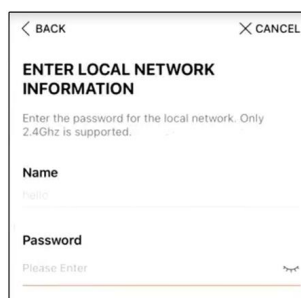 BACK
CANCEL
ENTER LOCAL NETWORK
INFORMATION
Enter the password for the local network. Only
2.4Ghz is supported.
Name
hello
Password
Please Enter